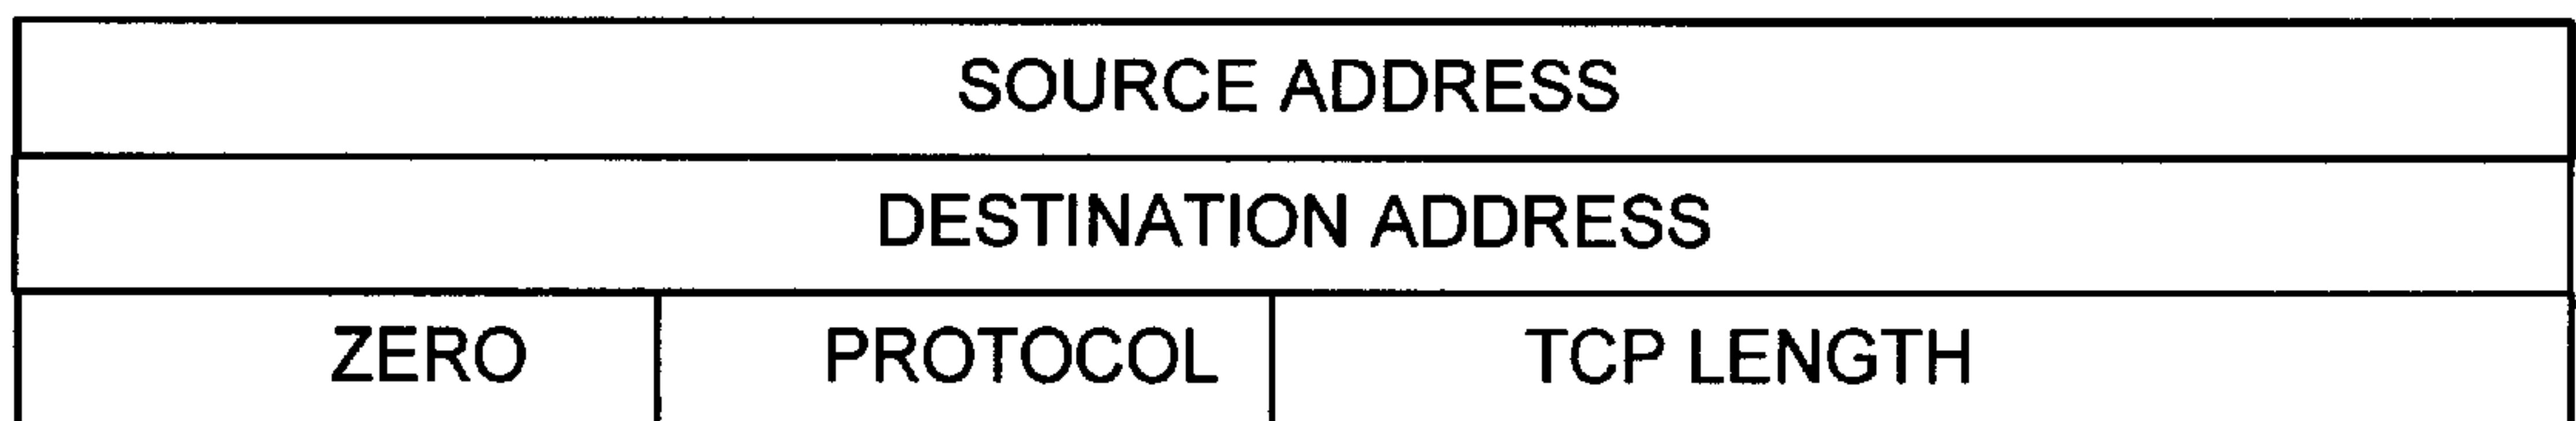 SOURCE ADDRESS
DESTINATION ADDRESS
ZERO PROTOCOL TCP LENGTH